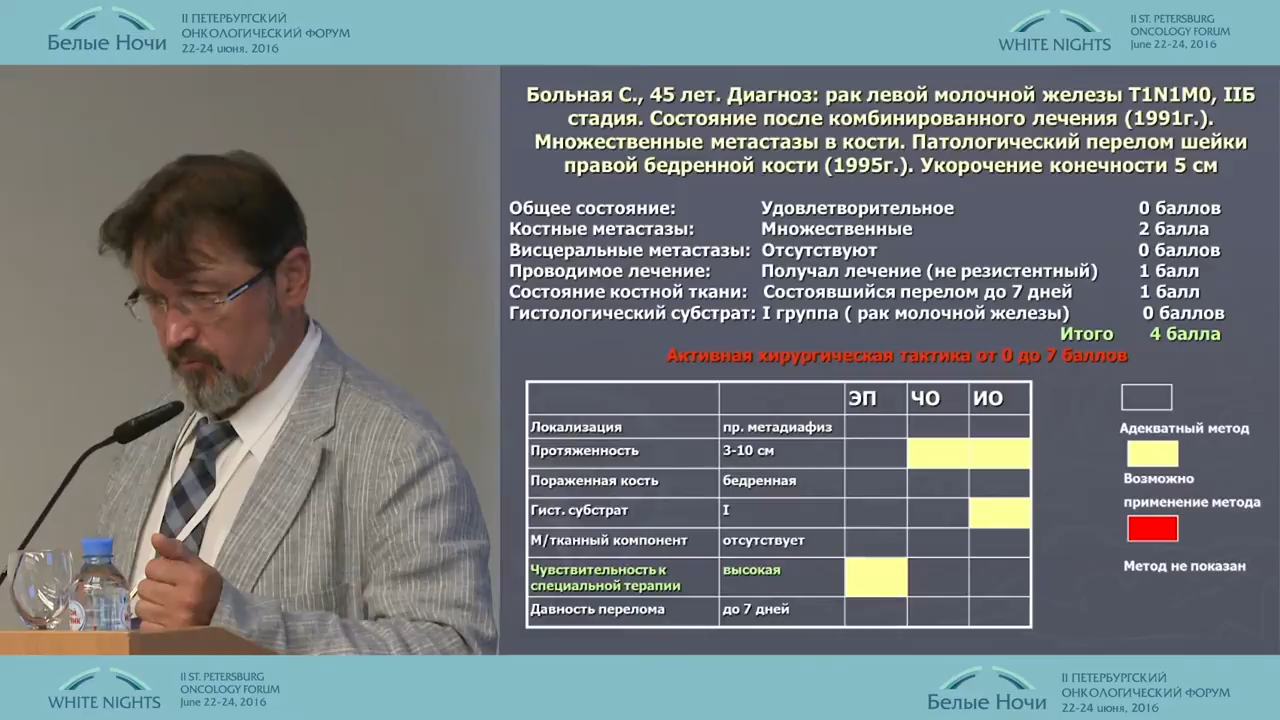 Белые Ночи
II ПЕТЕРБУРГСКИЙ
ОНКОЛОГИЧЕСКИЙ ФОРУМ
22-24 июня, 2016
WHITE NIGHTS
II ST. PETERSBURG
ONCOLOGY FORUM
June 22-24, 2016
Больная С., 45 лет. Диагноз: рак левой молочной железы T1N1M0, IIБ
стадия. Состояние после комбинированного лечения (1991г.).
Множественные метастазы в кости. Патологический перелом шейки
правой бедренной кости (1995г.). Укорочение конечности 5 см
Общее состояние: Удовлетворительное 0 баллов
Костные метастазы: Множественные 2 балла
Висцеральные метастазы: Отсутствуют 0 баллов
Проводимое лечение: Получал лечение (не резистентный) 1 балл
Состояние костной ткани: Состоявшийся перелом до 7 дней 1 балл
Гистологический субстрат: I группа ( рак молочной железы) 0 баллов
Итого 4 балла
Активная хирургическая тактика от 0 до 7 баллов
ЭП ЧО ИО
Локализация пр. метадиафиз
Протяженность 3-10 см
Пораженная кость бедренная
Гист. субстрат I
М/тканный компонент отсутствует
Чувствительность к высокая
специальной терапии
Давность перелома до 7 дней
Адекватный метод
Возможно
применение метода
Метод не показан
WHITE NIGHTS
II ST. PETERSBURG
ONCOLOGY FORUM
June 22-24, 2016
Белые Ночи
II ПЕТЕРБУРГСКИЙ
ОНКОЛОГИЧЕСКИЙ ФОРУМ
22-24 июня, 2016